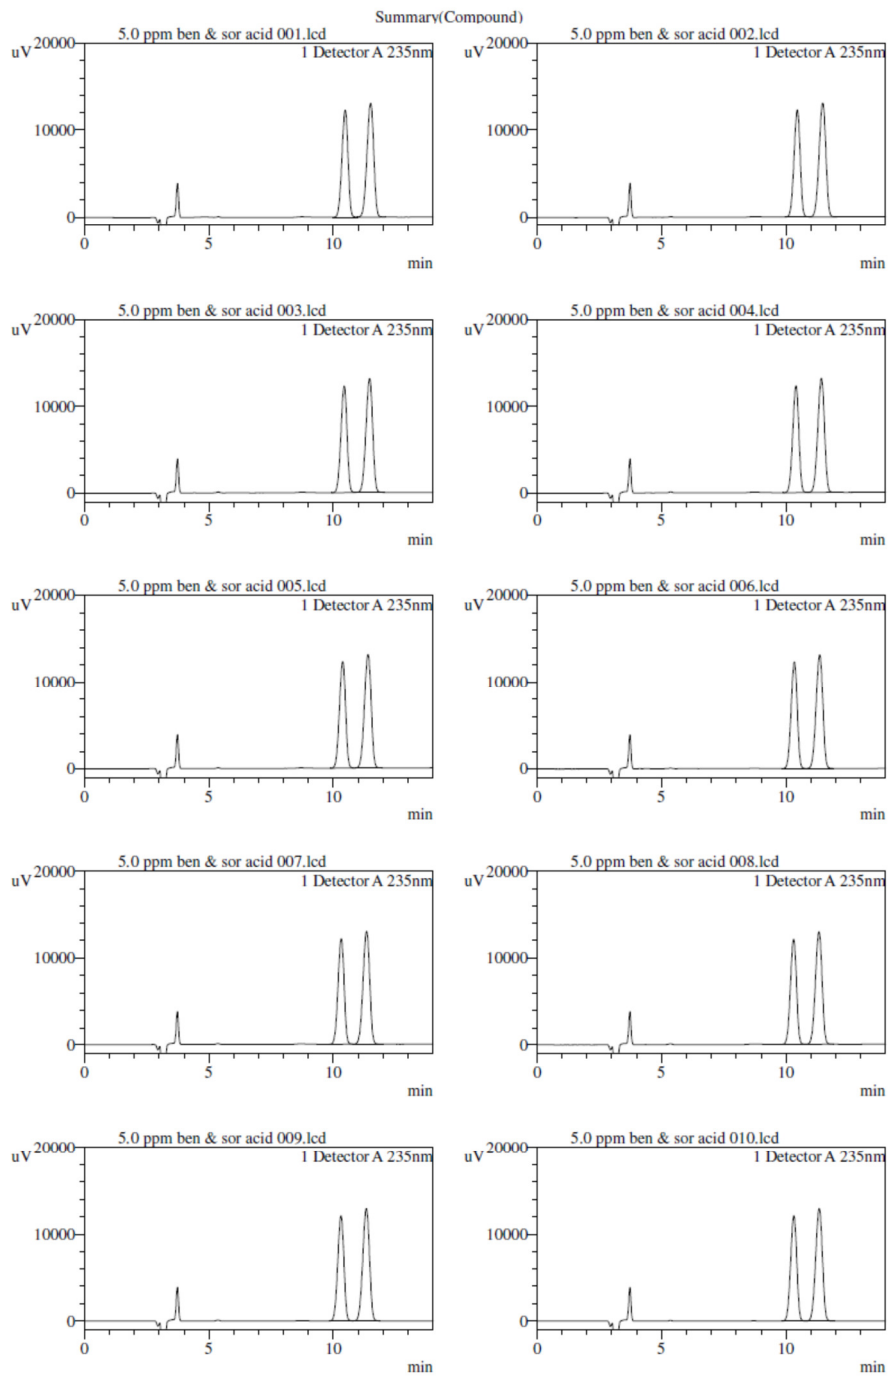 Summary(Compound)
5.0 ppm ben & sor acid 001.lcd
uV 20000
1 Detector A 235nm
10000
0
0 5 10
min
5.0 ppm ben & sor acid 002.lcd
uV 20000
1 Detector A 235nm
10000
0
0 5 10
min
5.0 ppm ben & sor acid 003.lcd
uV 20000
1 Detector A 235nm
10000
0
0 5 10
min
5.0 ppm ben & sor acid 004.lcd
uV 20000
1 Detector A 235nm
10000
0
0 5 10
min
5.0 ppm ben & sor acid 005.lcd
uV 20000
1 Detector A 235nm
10000
0
0 5 10
min
5.0 ppm ben & sor acid 006.lcd
uV 20000
1 Detector A 235nm
10000
0
0 5 10
min
5.0 ppm ben & sor acid 007.lcd
uV 20000
1 Detector A 235nm
10000
0
0 5 10
min
5.0 ppm ben & sor acid 008.lcd
uV 20000
1 Detector A 235nm
10000
0
0 5 10
min
5.0 ppm ben & sor acid 009.lcd
uV 20000
1 Detector A 235nm
10000
0
0 5 10
min
5.0 ppm ben & sor acid 010.lcd
uV 20000
1 Detector A 235nm
10000
0
0 5 10
min